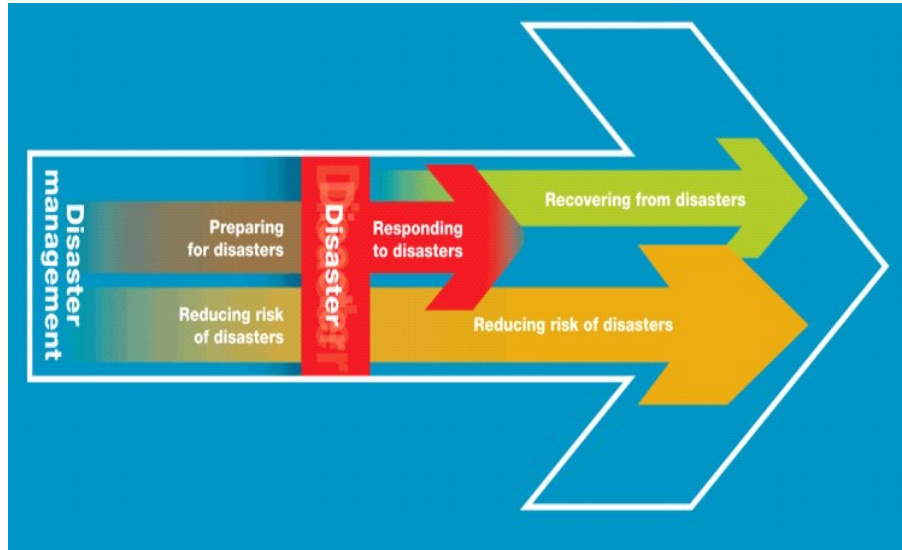 Disaster
management
Preparing
for disasters
Reducing risk
of disasters
Disaster
Disaster
Responding
to disasters
Recovering from disasters
Reducing risk of disasters